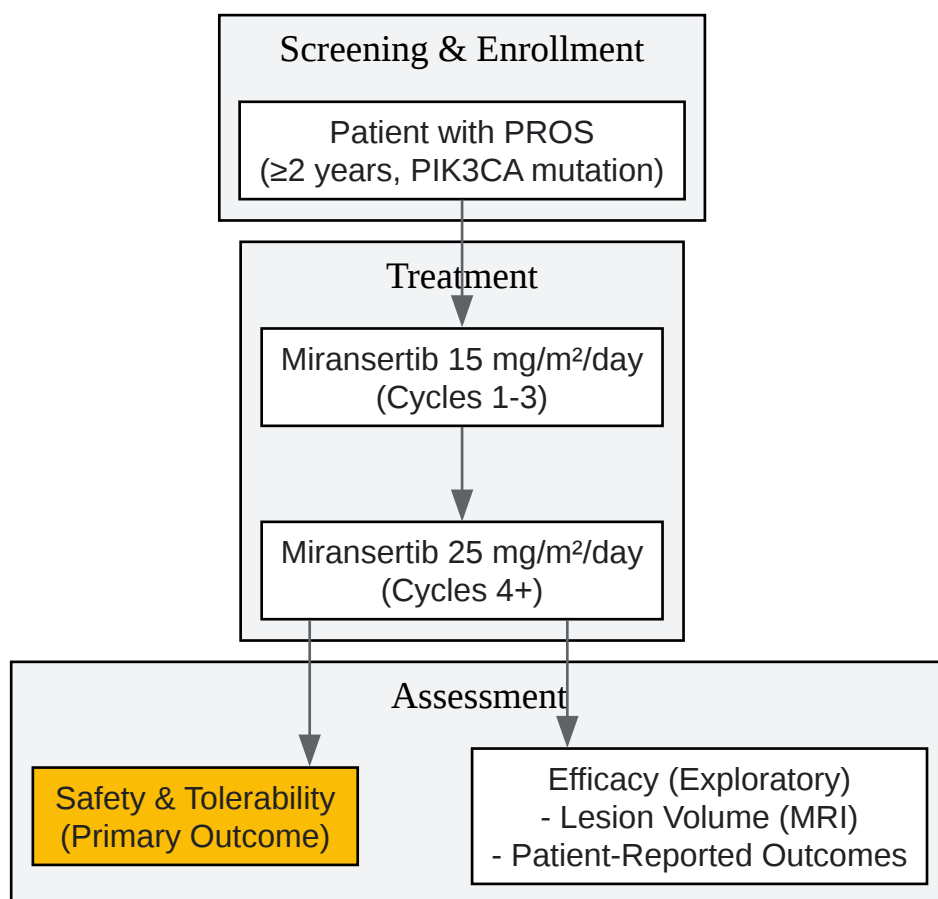 Screening & Enrollment
Patient with PROS
(≥2 years, PIK3CA mutation)
Treatment
Miransertib 15 mg/m²/day
(Cycles 1-3)
Miransertib 25 mg/m²/day
(Cycles 4+)
Assessment
Safety & Tolerability
(Primary Outcome)
Efficacy (Exploratory)
- Lesion Volume (MRI)
- Patient-Reported Outcomes